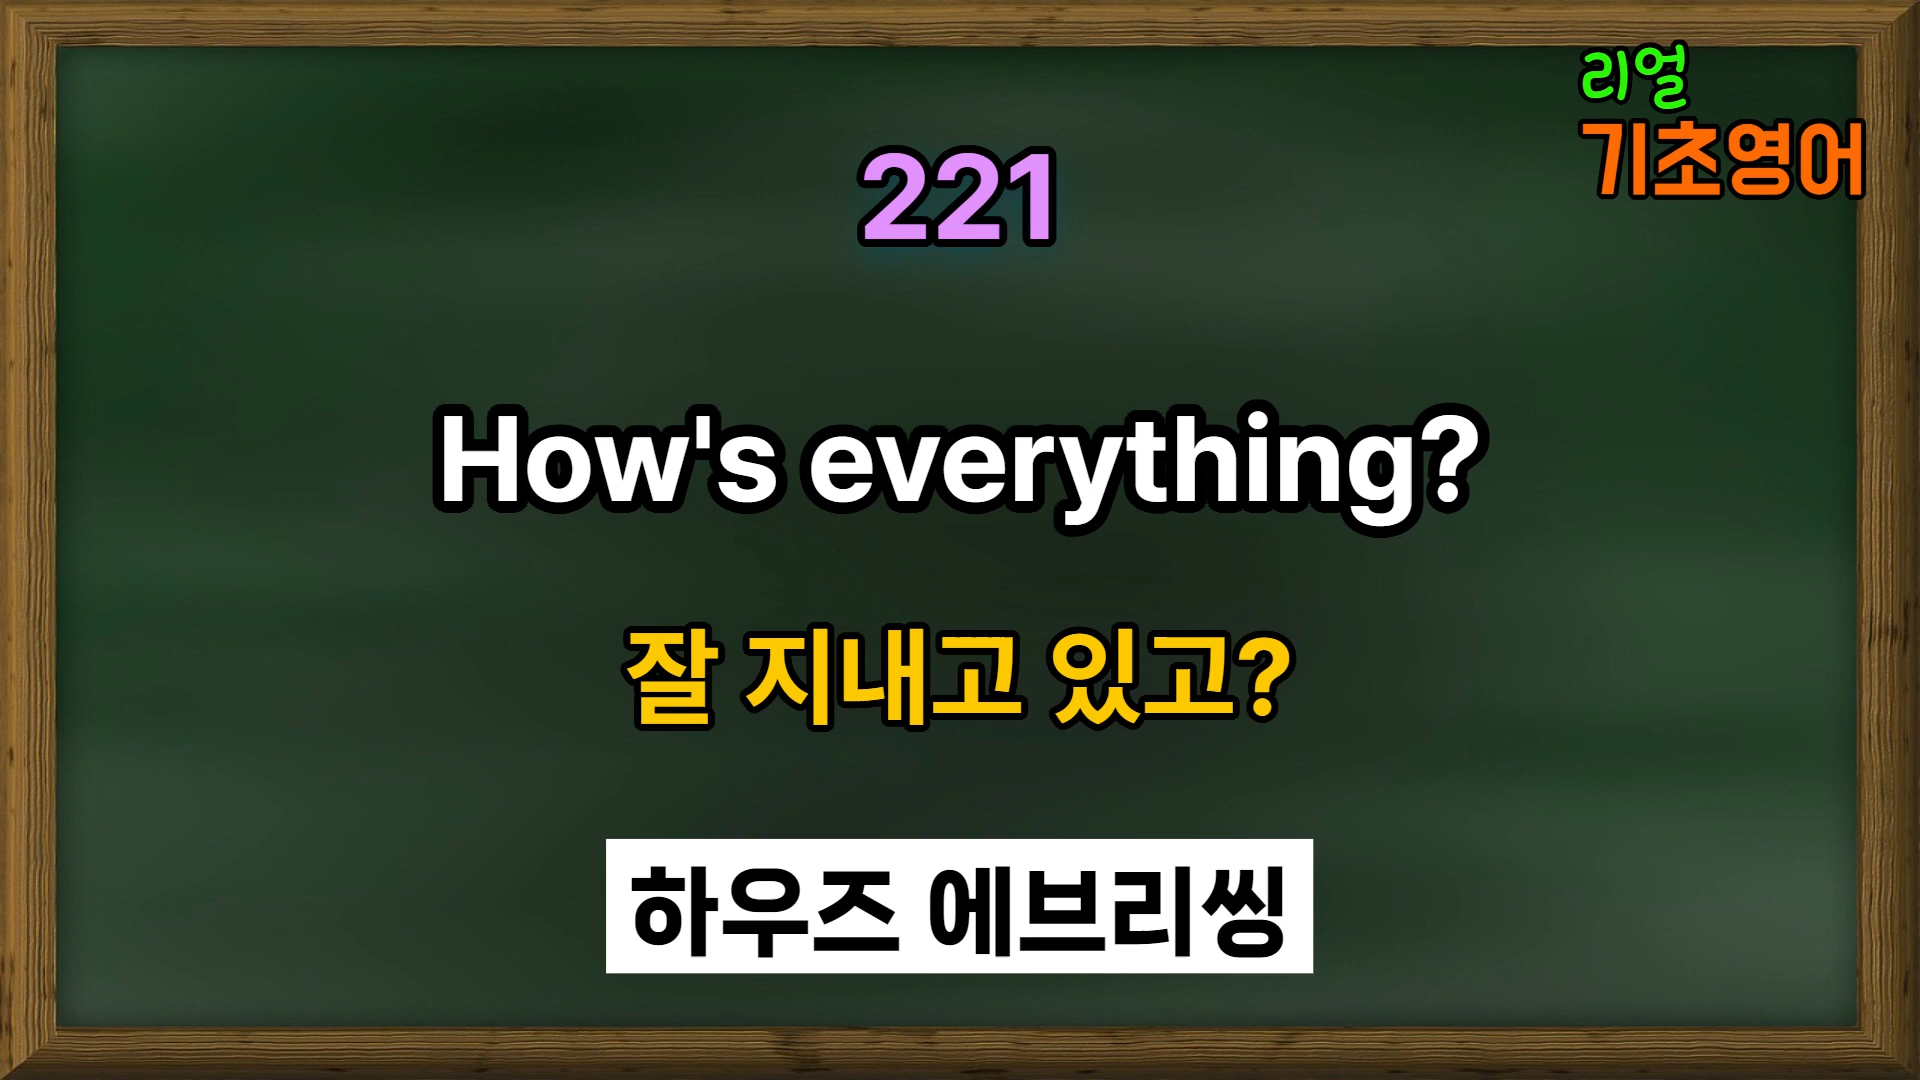 리얼
기초영어
221
How's everything?
잘 지내고 있고?
하우즈 에브리씽